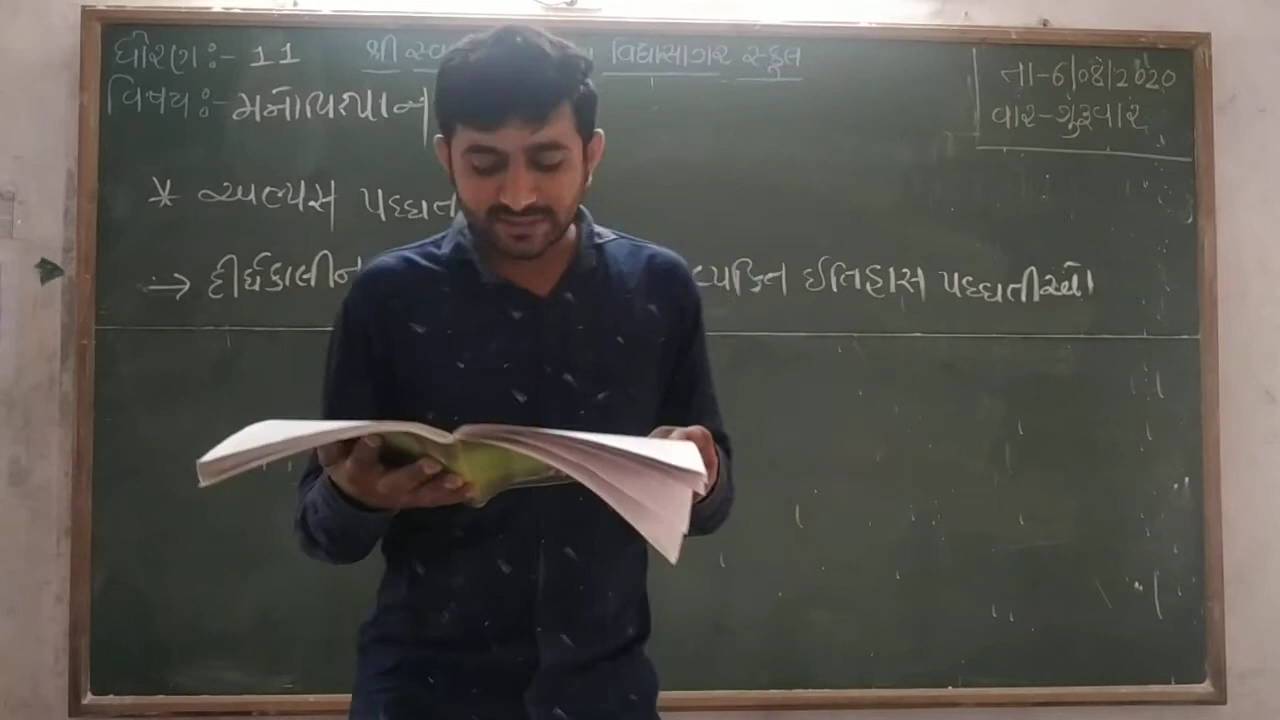 ધોરણ:- 11
શ્રી સ્વ વિદ્યાસાગર સ્કૂલ
તા-6/08/2020
વિષય:- મનોવિજ્ઞાન
વાર-ગુરૂવાર
* અભ્યાસ પદ્ધત
→ દીર્ઘકાલીન વ્યક્તિ ઈતિહાસ પદ્ધતીઓ